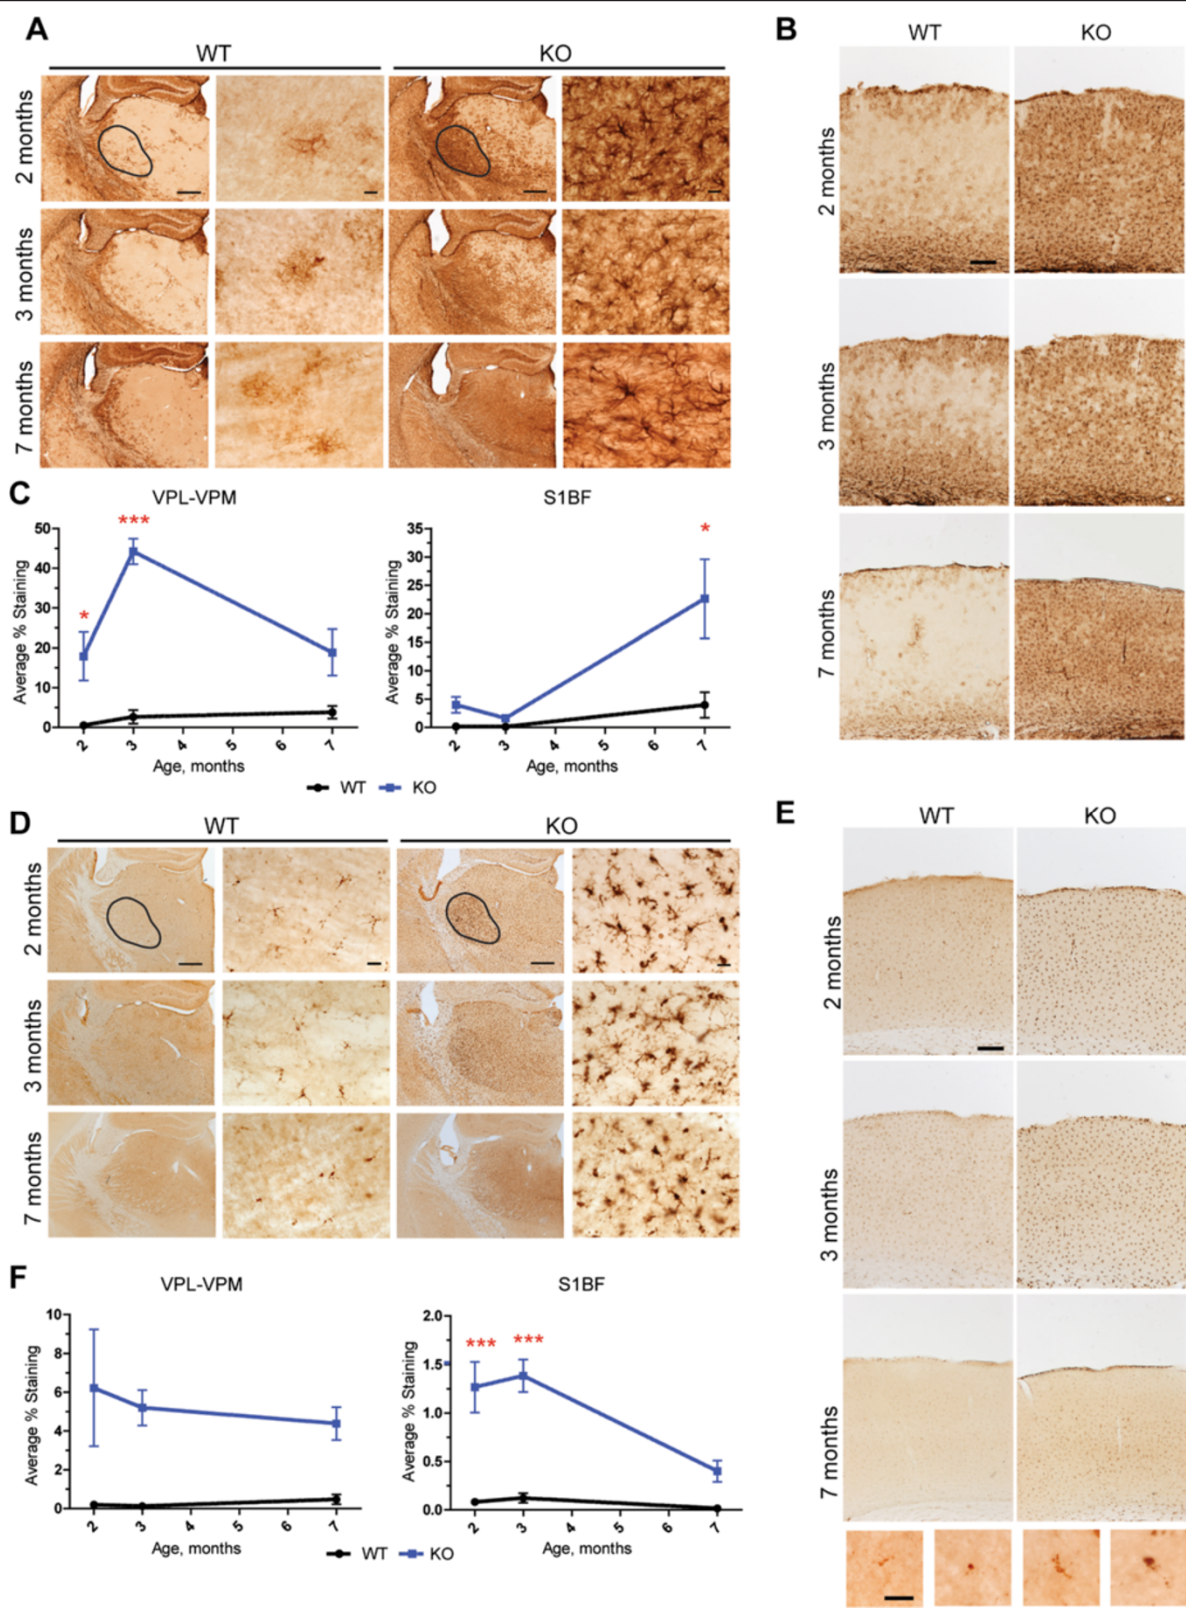 A
WT
KO
2 months
3 months
7 months
B
WT
KO
2 months
3 months
7 months
C
VPL-VPM
***
*
50
40
30
20
10
0
Average % Staining
2
3
4
5
6
7
Age, months
S1BF
*
35
30
25
20
15
10
5
0
Average % Staining
2
3
4
5
6
7
Age, months
WT
KO
D
WT
KO
2 months
3 months
7 months
E
WT
KO
2 months
3 months
7 months
F
VPL-VPM
10
8
6
4
2
0
Average % Staining
2
3
4
5
6
7
Age, months
S1BF
***
***
2.0
1.5
1.0
0.5
0.0
Average % Staining
2
3
4
5
6
7
Age, months
WT
KO